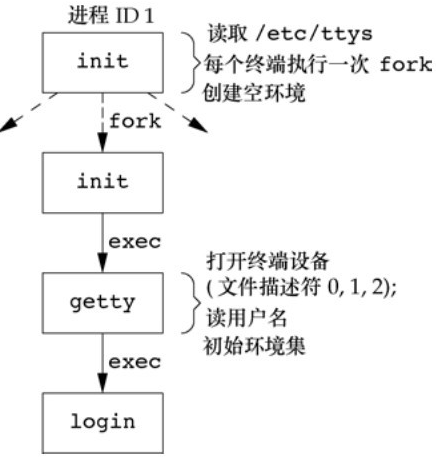 进程 ID 1
init
读取 /etc/ttys
每个终端执行一次 fork
创建空环境
fork
init
exec
getty
打开终端设备
(文件描述符 0, 1, 2);
读用户名
初始环境集
exec
login